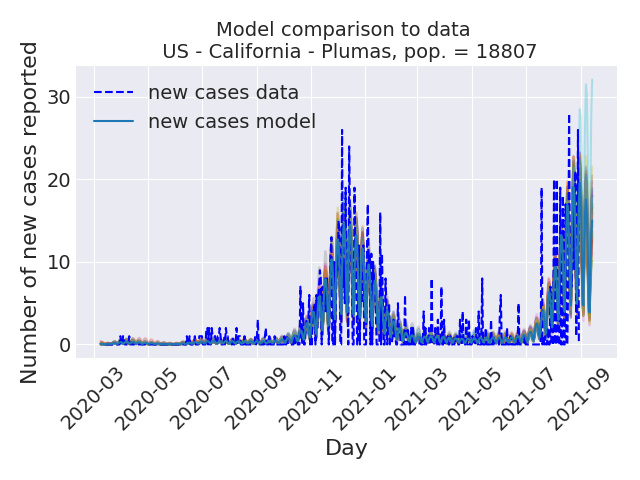 Model comparison to data
US - California - Plumas, pop. = 18807
Number of new cases reported
30
20
10
0
new cases data
new cases model
2020-03
2020-05
2020-07
2020-09
2020-11
2021-01
2021-03
2021-05
2021-07
2021-09
Day